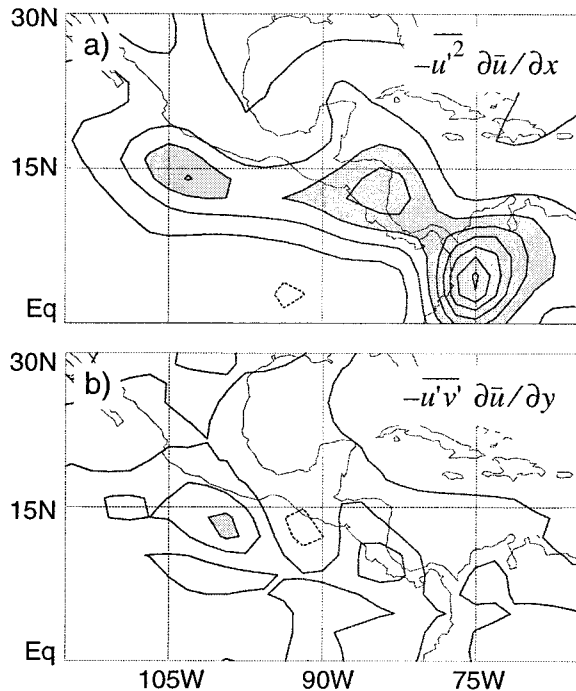 30N
a)
−u'² ∂ū/∂x
15N
Eq
30N
b)
−u'v' ∂ū/∂y
15N
Eq
105W 90W 75W